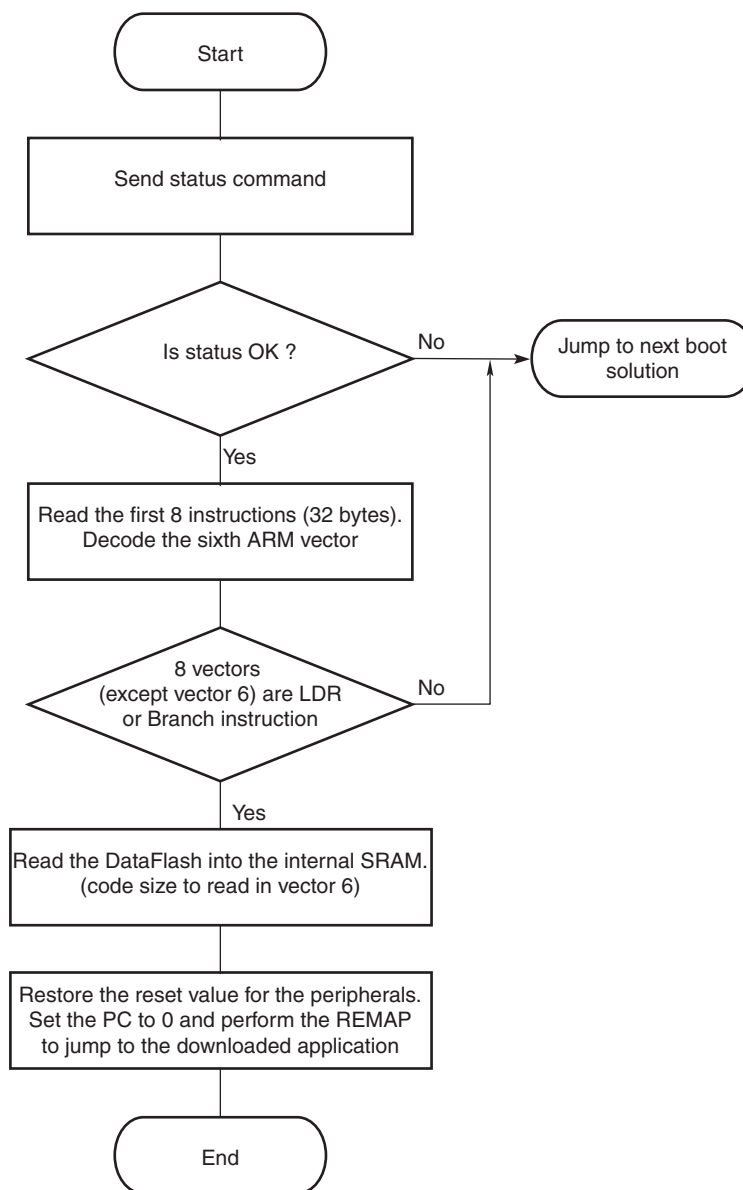 Start
Send status command
Is status OK ?
No
Jump to next boot
solution
Yes
Read the first 8 instructions (32 bytes).
Decode the sixth ARM vector
8 vectors
(except vector 6) are LDR
or Branch instruction
No
Yes
Read the DataFlash into the internal SRAM.
(code size to read in vector 6)
Restore the reset value for the peripherals.
Set the PC to 0 and perform the REMAP
to jump to the downloaded application
End